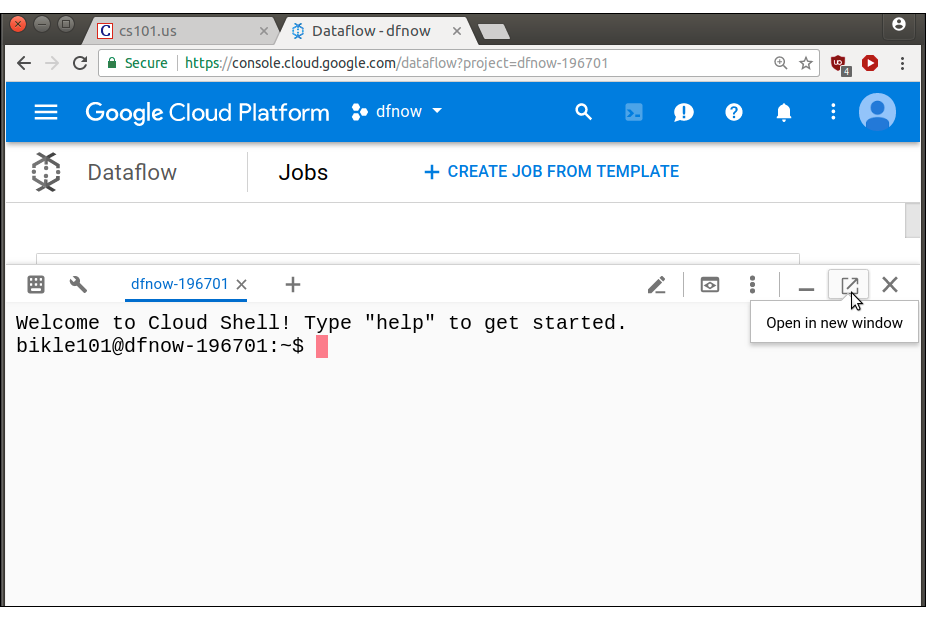 C cs101.us
Dataflow - dfnow
Secure https://console.cloud.google.com/dataflow?project=dfnow-196701
4
Google Cloud Platform dfnow
Dataflow Jobs + CREATE JOB FROM TEMPLATE
dfnow-196701
Open in new window
Welcome to Cloud Shell! Type "help" to get started.
bikle101@dfnow-196701:~$